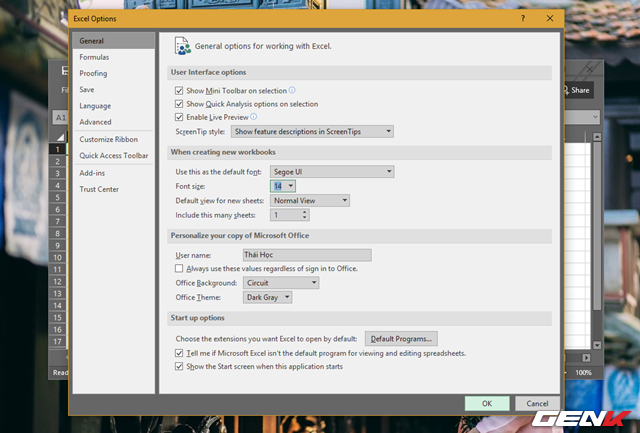 Excel Options
?
General
Formulas
Proofing
Save
Language
Advanced
Customize Ribbon
Quick Access Toolbar
Add-ins
Trust Center
General options for working with Excel.
User Interface options
Show Mini Toolbar on selection
Show Quick Analysis options on selection
Enable Live Preview
ScreenTip style: Show feature descriptions in ScreenTips
When creating new workbooks
Use this as the default font: Segoe UI
Font size: 14
Default view for new sheets: Normal View
Include this many sheets: 1
Personalize your copy of Microsoft Office
User name: Thái Học
Always use these values regardless of sign in to Office.
Office Background: Circuit
Office Theme: Dark Gray
Start up options
Choose the extensions you want Excel to open by default: Default Programs...
Tell me if Microsoft Excel isn't the default program for viewing and editing spreadsheets.
Show the Start screen when this application starts
OK Cancel
Fil
Share
A1
1
2
3
4
5
6
7
8
9
10
11
12
13
14
15
16
17
Read
100%
GENK